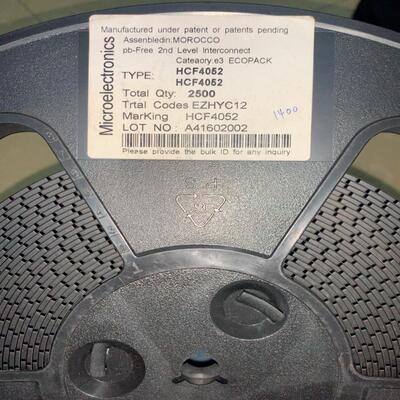 Manufactured under patent or patents pending
Assenbledin:MOROCCO
pb-Free 2nd Level Interconnect
Cateaory:e3 ECOPACK
TYPE: HCF4052
HCF4052
Total Qty: 2500
Trtal Codes EZHYC12
MarKing HCF4052
LOT NO: A41602002
Please provide the bulk ID for any inquiry
Microelectronics
1400
PS